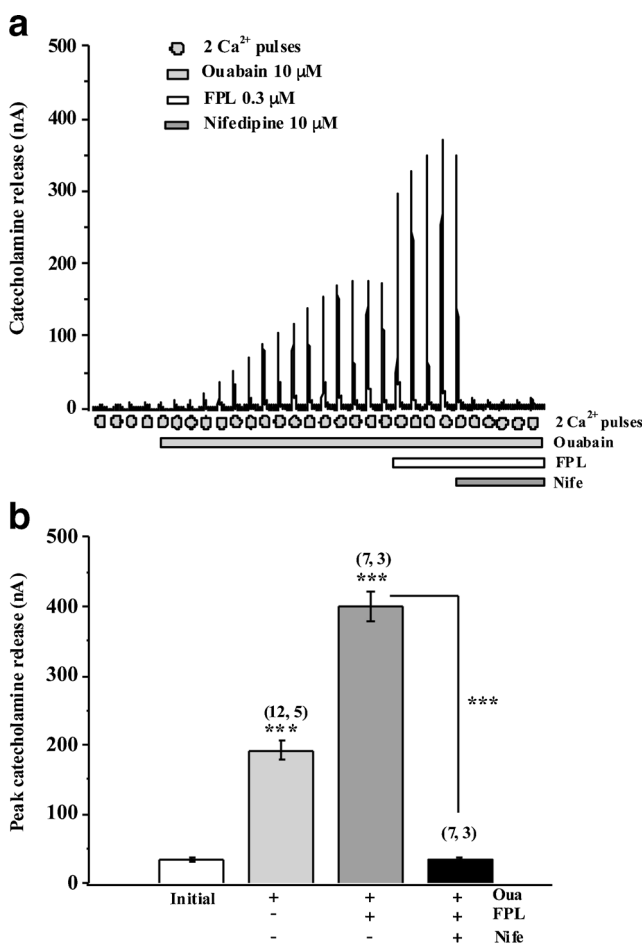 a
500
400
300
200
100
0
Catecholamine release (nA)
2 Ca²⁺ pulses
Ouabain 10 μM
FPL 0.3 μM
Nifedipine 10 μM
2 Ca²⁺ pulses
Ouabain
FPL
Nife
b
500
400
300
200
100
0
Peak catecholamine release (nA)
(12, 5)
***
(7, 3)
***
***
(7, 3)
Initial + + + Oua
- + + FPL
- - + Nife